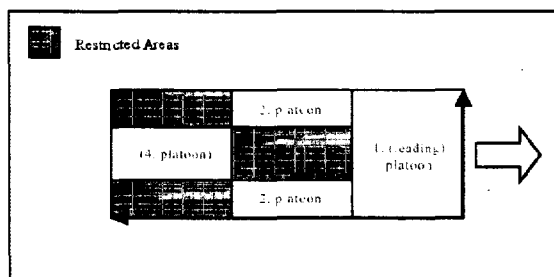 Restricted Areas
2. platoon
(4. platoon)
1. (leading)
platoon
2. platoon